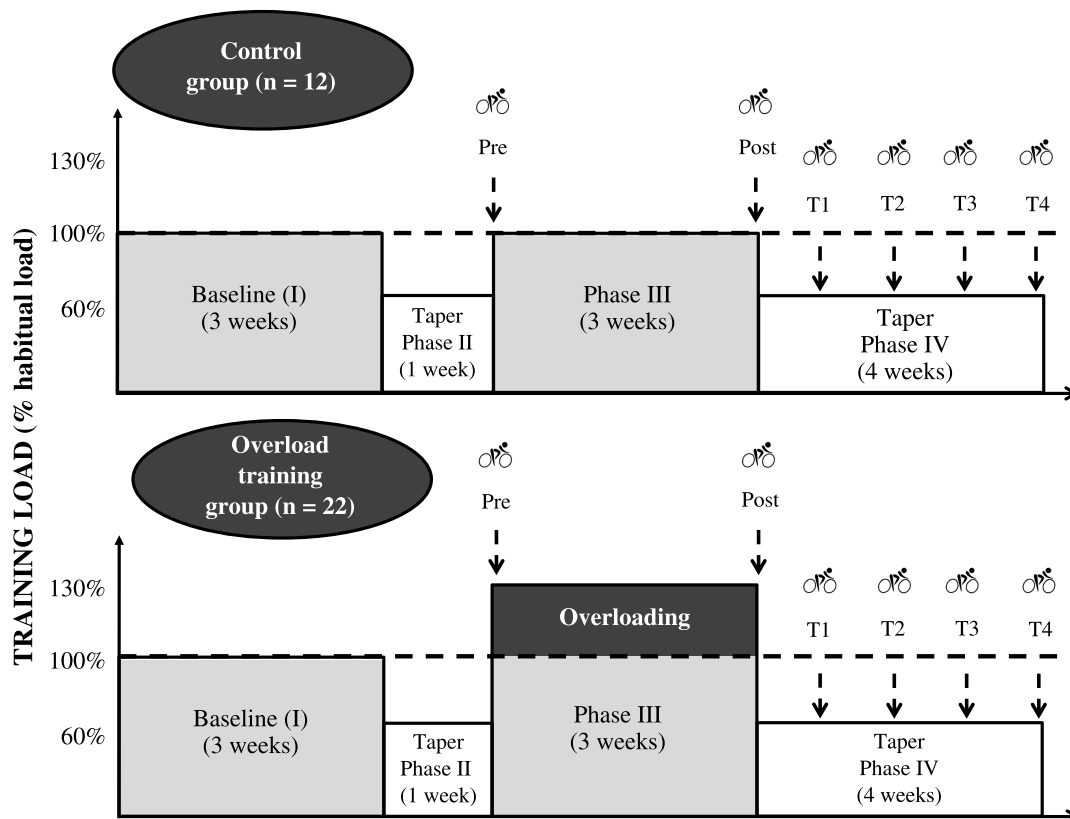 Control
group (n = 12)
Pre
Post
130%
T1 T2 T3 T4
100%
60%
Baseline (I)
(3 weeks)
Taper
Phase II
(1 week)
Phase III
(3 weeks)
Taper
Phase IV
(4 weeks)
TRAINING LOAD (% habitual load)
Overload
training
group (n = 22)
Pre
Post
130%
Overloading
T1 T2 T3 T4
100%
60%
Baseline (I)
(3 weeks)
Taper
Phase II
(1 week)
Phase III
(3 weeks)
Taper
Phase IV
(4 weeks)